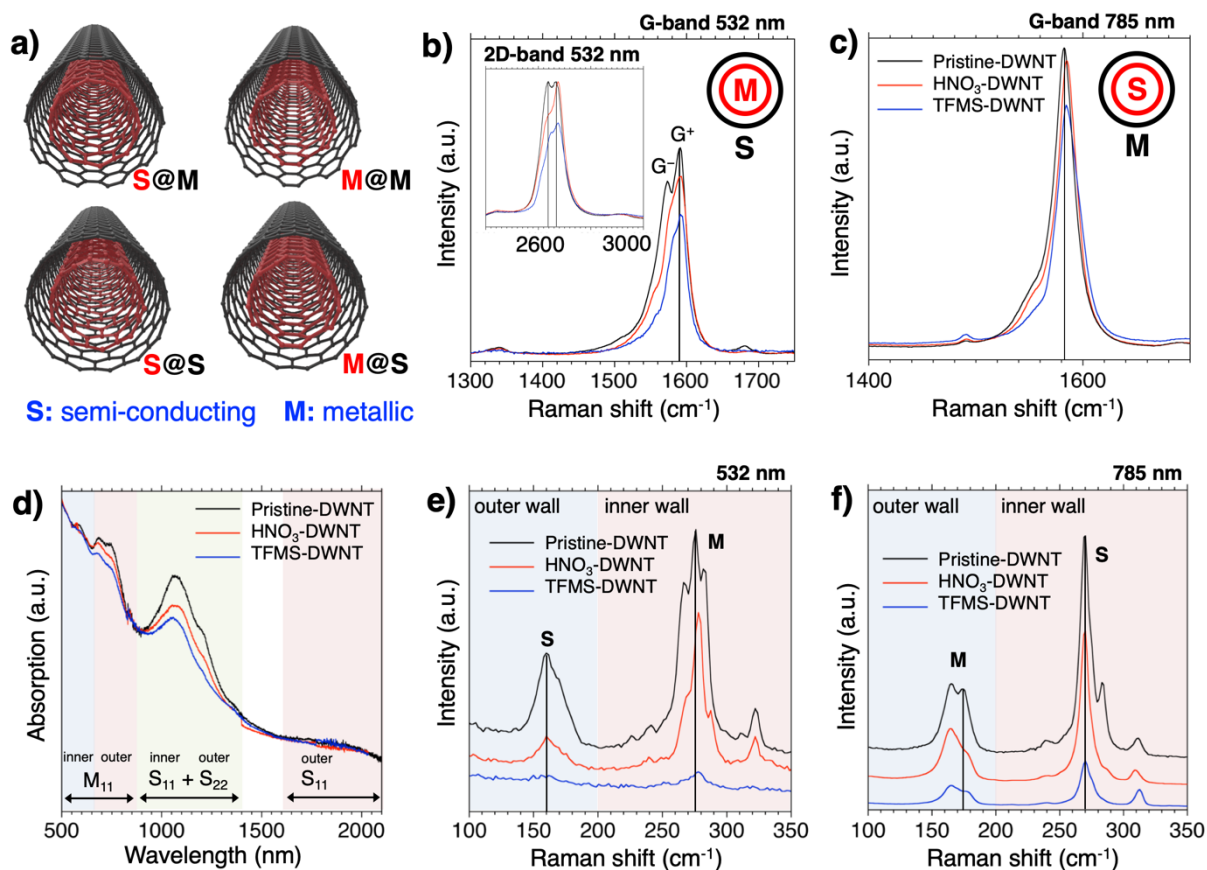 a)
S@M
M@M
S@S
M@S
S: semi-conducting M: metallic
b)
G-band 532 nm
2D-band 532 nm
2600 3000
M
S
G⁻
G⁺
Intensity (a.u.)
1300 1400 1500 1600 1700
Raman shift (cm⁻¹)
c)
G-band 785 nm
Pristine-DWNT
HNO₃-DWNT
TFMS-DWNT
S
M
Intensity (a.u.)
1400 1600
Raman shift (cm⁻¹)
d)
Pristine-DWNT
HNO₃-DWNT
TFMS-DWNT
Absorption (a.u.)
inner outer
M₁₁
inner outer
S₁₁ + S₂₂
outer
S₁₁
500 1000 1500 2000
Wavelength (nm)
e)
532 nm
outer wall inner wall
Pristine-DWNT
HNO₃-DWNT
TFMS-DWNT
M
S
Intensity (a.u.)
100 150 200 250 300 350
Raman shift (cm⁻¹)
f)
785 nm
outer wall inner wall
Pristine-DWNT
HNO₃-DWNT
TFMS-DWNT
S
M
Intensity (a.u.)
100 150 200 250 300 350
Raman shift (cm⁻¹)